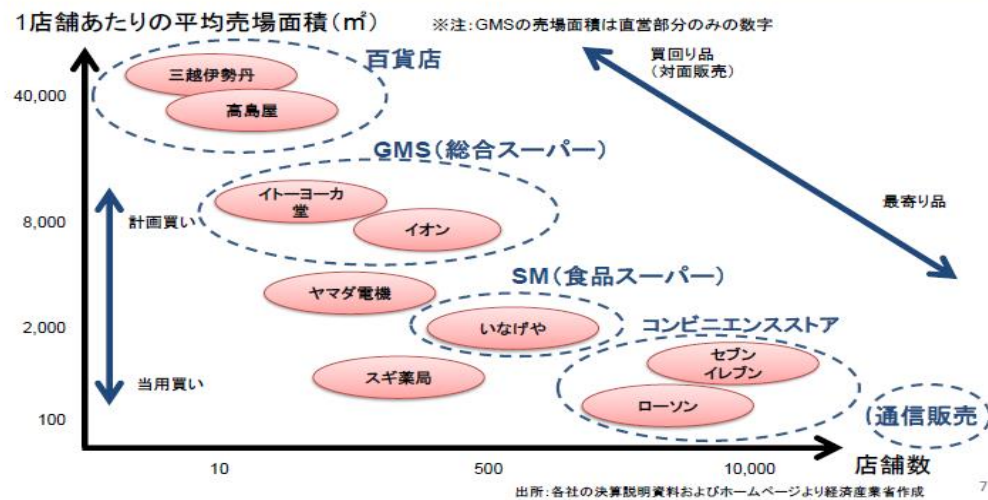 1店舗あたりの平均売場面積(㎡)
※注:GMSの売場面積は直営部分のみの数字
百貨店
買回り品
(対面販売)
三越伊勢丹
40,000
高島屋
GMS(総合スーパー)
イトーヨーカ
堂
最寄り品
計画買い
8,000
イオン
SM(食品スーパー)
ヤマダ電機
2,000
いなげや
コンビニエンスストア
セブン
イレブン
当用買い
スギ薬局
ローソン
100
(通信販売)
10
500
10,000
店舗数
出所:各社の決算説明資料およびホームページより経済産業省作成
7